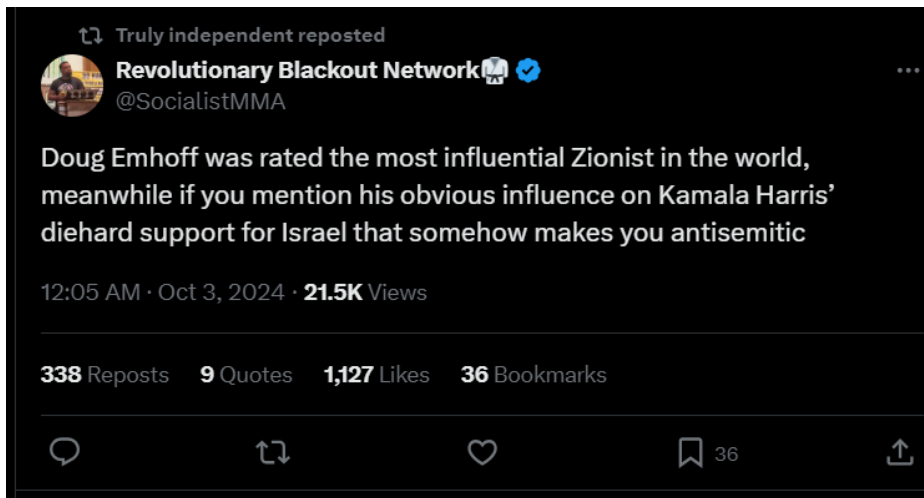 Truly independent reposted
Revolutionary Blackout Network🥋
@SocialistMMA
Doug Emhoff was rated the most influential Zionist in the world,
meanwhile if you mention his obvious influence on Kamala Harris’
diehard support for Israel that somehow makes you antisemitic
12:05 AM · Oct 3, 2024 · 21.5K Views
338 Reposts 9 Quotes 1,127 Likes 36 Bookmarks
36